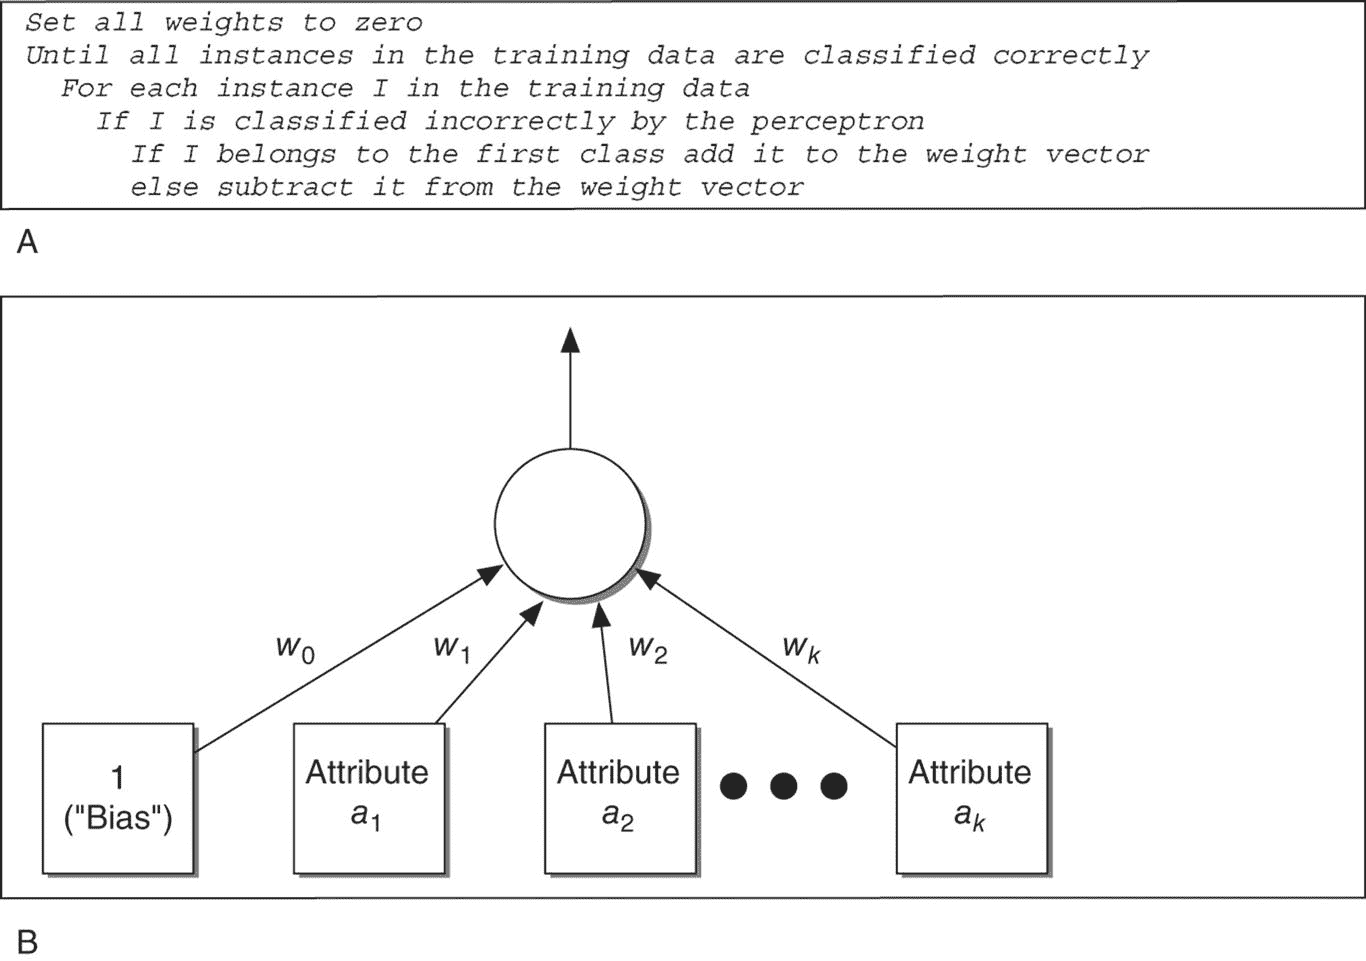 Set all weights to zero
Until all instances in the training data are classified correctly
For each instance I in the training data
If I is classified incorrectly by the perceptron
If I belongs to the first class add it to the weight vector
else subtract it from the weight vector
A
w0
w1
w2
wk
1
("Bias")
Attribute
a1
Attribute
a2
Attribute
ak
B